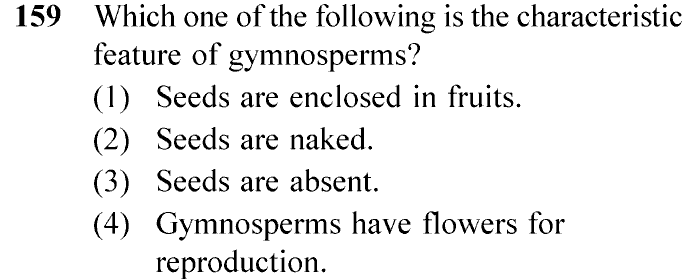 159 Which one of the following is the characteristic
feature of gymnosperms?
(1) Seeds are enclosed in fruits.
(2) Seeds are naked.
(3) Seeds are absent.
(4) Gymnosperms have flowers for
reproduction.